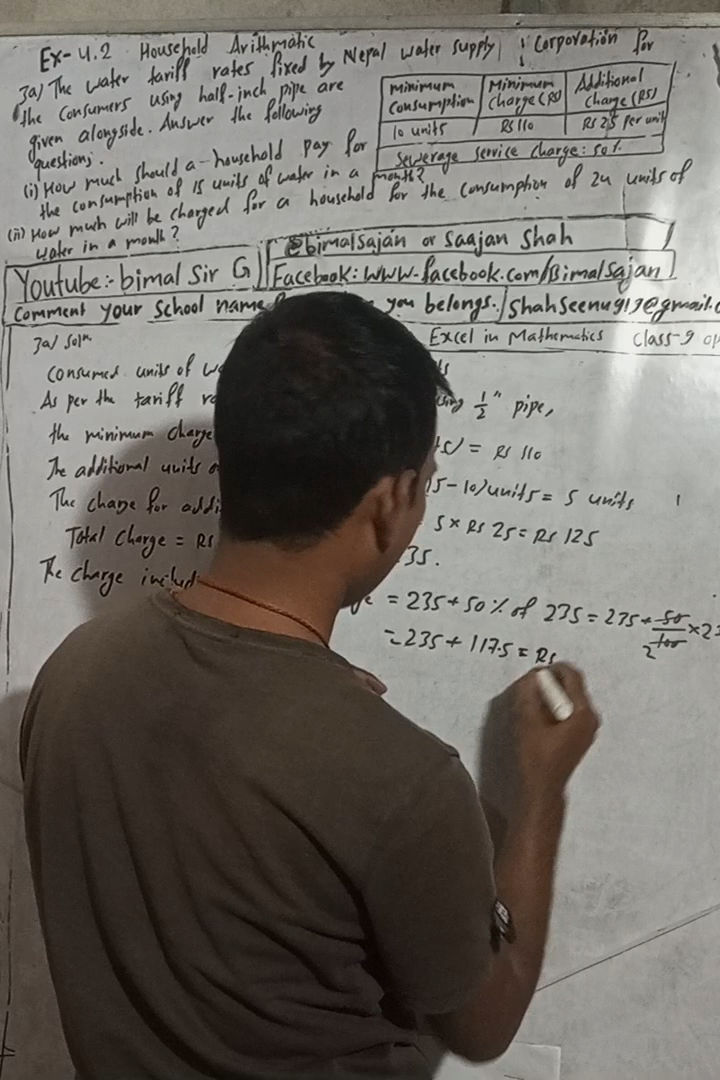 Ex-4.2 Household Arithmatic
3a) The water tariff rates fixed by Nepal water supply Corporation for
the consumers using half-inch pipe are
given alongside. Answer the following
questions.
minimum consumption | Minimum charge (RS) | Additional charge (RS)
10 units | RS 110 | RS 25 per unit
Sewerage service charge: 50%
(i) How much should a household pay for
the consumption of 15 units of water in a month?
(ii) How much will be charged for a household for the consumption of 24 units of
water in a month?
Youtube:- bimal Sir G
@bimalsajan or Saajan Shah
Facebook: www.facebook.com/Bimalsajan
Comment your School name you belongs.
Excel in Mathematics Class-9
3a) Solⁿ
Consumed units of
As per the tariff 1/2" pipe,
the minimum charge = RS 110
The additional units 15-10) units = 5 units
The charge for 5 × RS 25 = RS 125
Total charge = RS 35.
The charge = 235 + 50% of 235 = 235 + 50/100 ×
2
= 235 + 117.5 = Rs